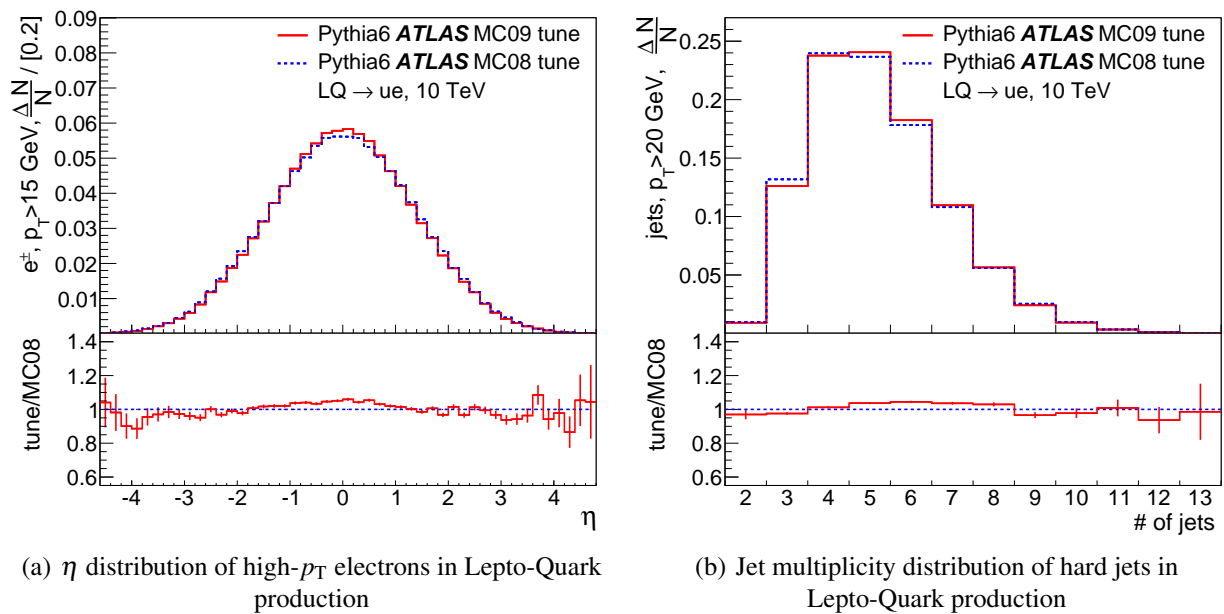 e±, pT>15 GeV, ΔN/N / [0.2]
0.09
0.08
0.07
0.06
0.05
0.04
0.03
0.02
0.01
Pythia6 ATLAS MC09 tune
Pythia6 ATLAS MC08 tune
LQ → ue, 10 TeV
tune/MC08
1.4
1.2
1
0.8
0.6
-4 -3 -2 -1 0 1 2 3 4
η
(a) η distribution of high-pT electrons in Lepto-Quark
production
jets, pT>20 GeV, ΔN/N
0.25
0.2
0.15
0.1
0.05
Pythia6 ATLAS MC09 tune
Pythia6 ATLAS MC08 tune
LQ → ue, 10 TeV
tune/MC08
1.4
1.2
1
0.8
0.6
2 3 4 5 6 7 8 9 10 11 12 13
# of jets
(b) Jet multiplicity distribution of hard jets in
Lepto-Quark production